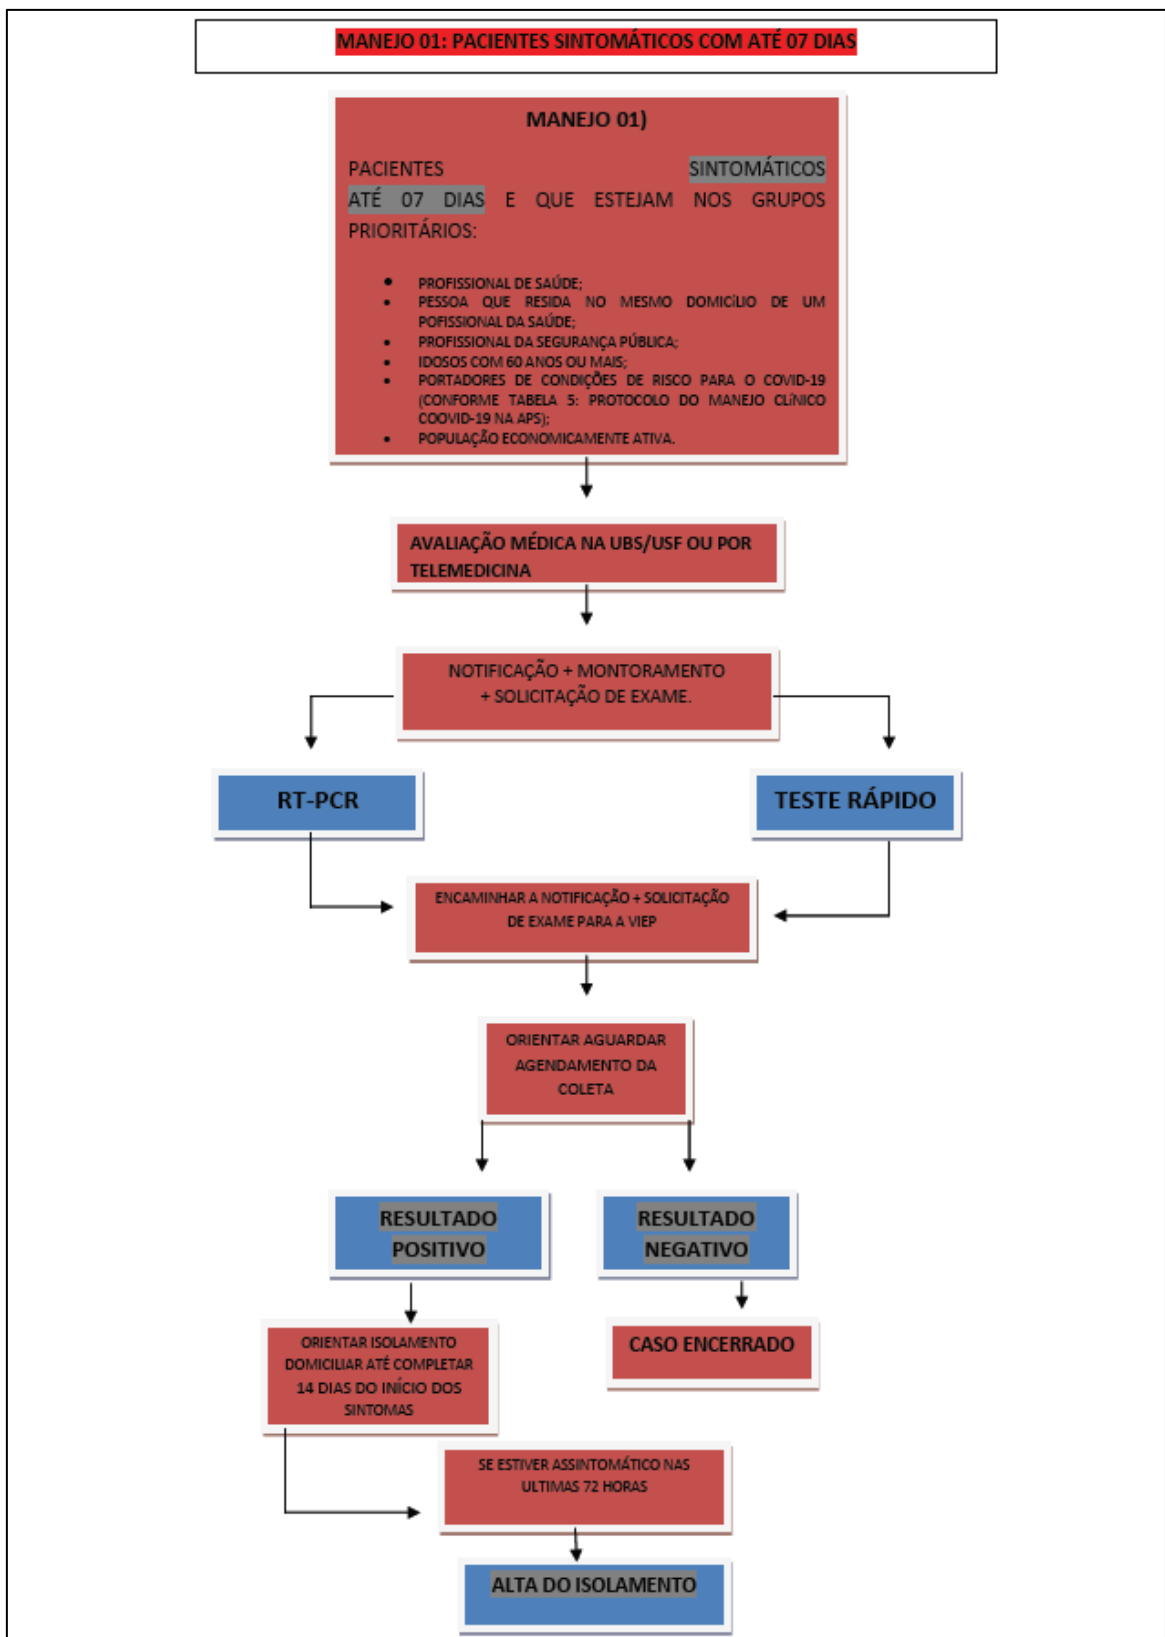 MANEJO 01: PACIENTES SINTOMÁTICOS COM ATÉ 07 DIAS
MANEJO 01)
PACIENTES SINTOMÁTICOS
ATÉ 07 DIAS E QUE ESTEJAM NOS GRUPOS
PRIORITÁRIOS:
• PROFISSIONAL DE SAÚDE;
• PESSOA QUE RESIDA NO MESMO DOMICÍLIO DE UM
POFISSIONAL DA SAÚDE;
• PROFISSIONAL DA SEGURANÇA PÚBLICA;
• IDOSOS COM 60 ANOS OU MAIS;
• PORTADORES DE CONDIÇÕES DE RISCO PARA O COVID-19
(CONFORME TABELA 5: PROTOCOLO DO MANEJO CLÍNICO
COOVID-19 NA APS);
• POPULAÇÃO ECONOMICAMENTE ATIVA.
AVALIAÇÃO MÉDICA NA UBS/USF OU POR
TELEMEDICINA
NOTIFICAÇÃO + MONTORAMENTO
+ SOLICITAÇÃO DE EXAME.
RT-PCR
TESTE RÁPIDO
ENCAMINHAR A NOTIFICAÇÃO + SOLICITAÇÃO
DE EXAME PARA A VIEP
ORIENTAR AGUARDAR
AGENDAMENTO DA
COLETA
RESULTADO
POSITIVO
RESULTADO
NEGATIVO
ORIENTAR ISOLAMENTO
DOMICILIAR ATÉ COMPLETAR
14 DIAS DO INÍCIO DOS
SINTOMAS
CASO ENCERRADO
SE ESTIVER ASSINTOMÁTICO NAS
ULTIMAS 72 HORAS
ALTA DO ISOLAMENTO